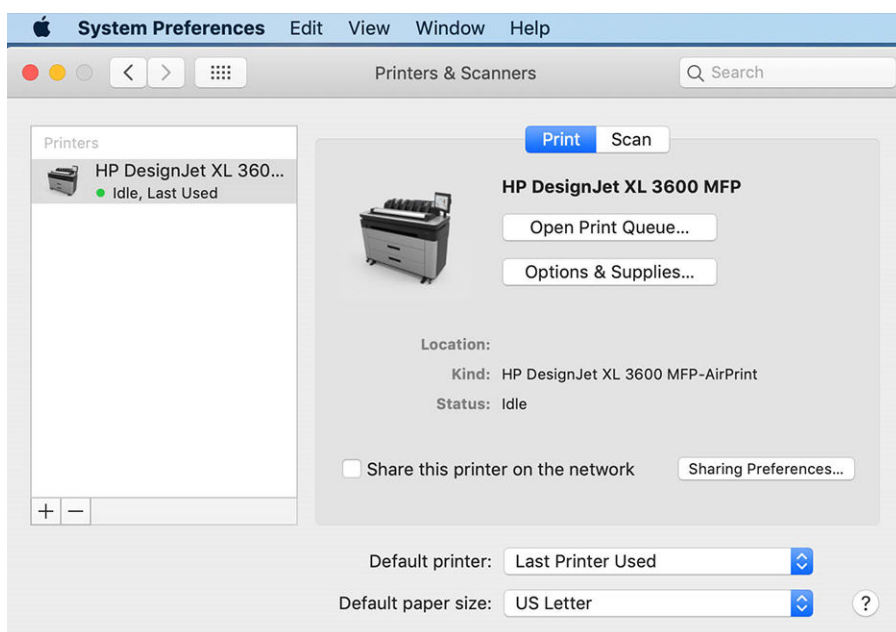 System Preferences Edit View Window Help
Printers & Scanners
Search
Printers
HP DesignJet XL 360...
Idle, Last Used
Print Scan
HP DesignJet XL 3600 MFP
Open Print Queue...
Options & Supplies...
Location:
Kind: HP DesignJet XL 3600 MFP-AirPrint
Status: Idle
Share this printer on the network Sharing Preferences...
+ −
Default printer: Last Printer Used
Default paper size: US Letter
?